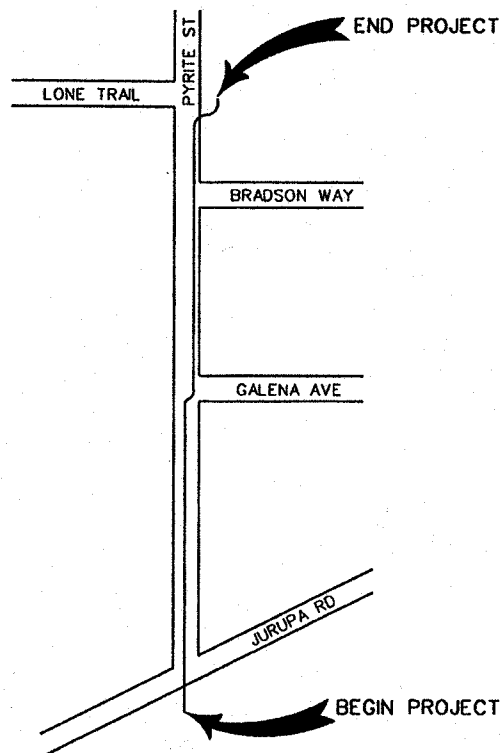 END PROJECT
PYRITE ST
LONE TRAIL
BRADSON WAY
GALENA AVE
JURUPA RD
BEGIN PROJECT